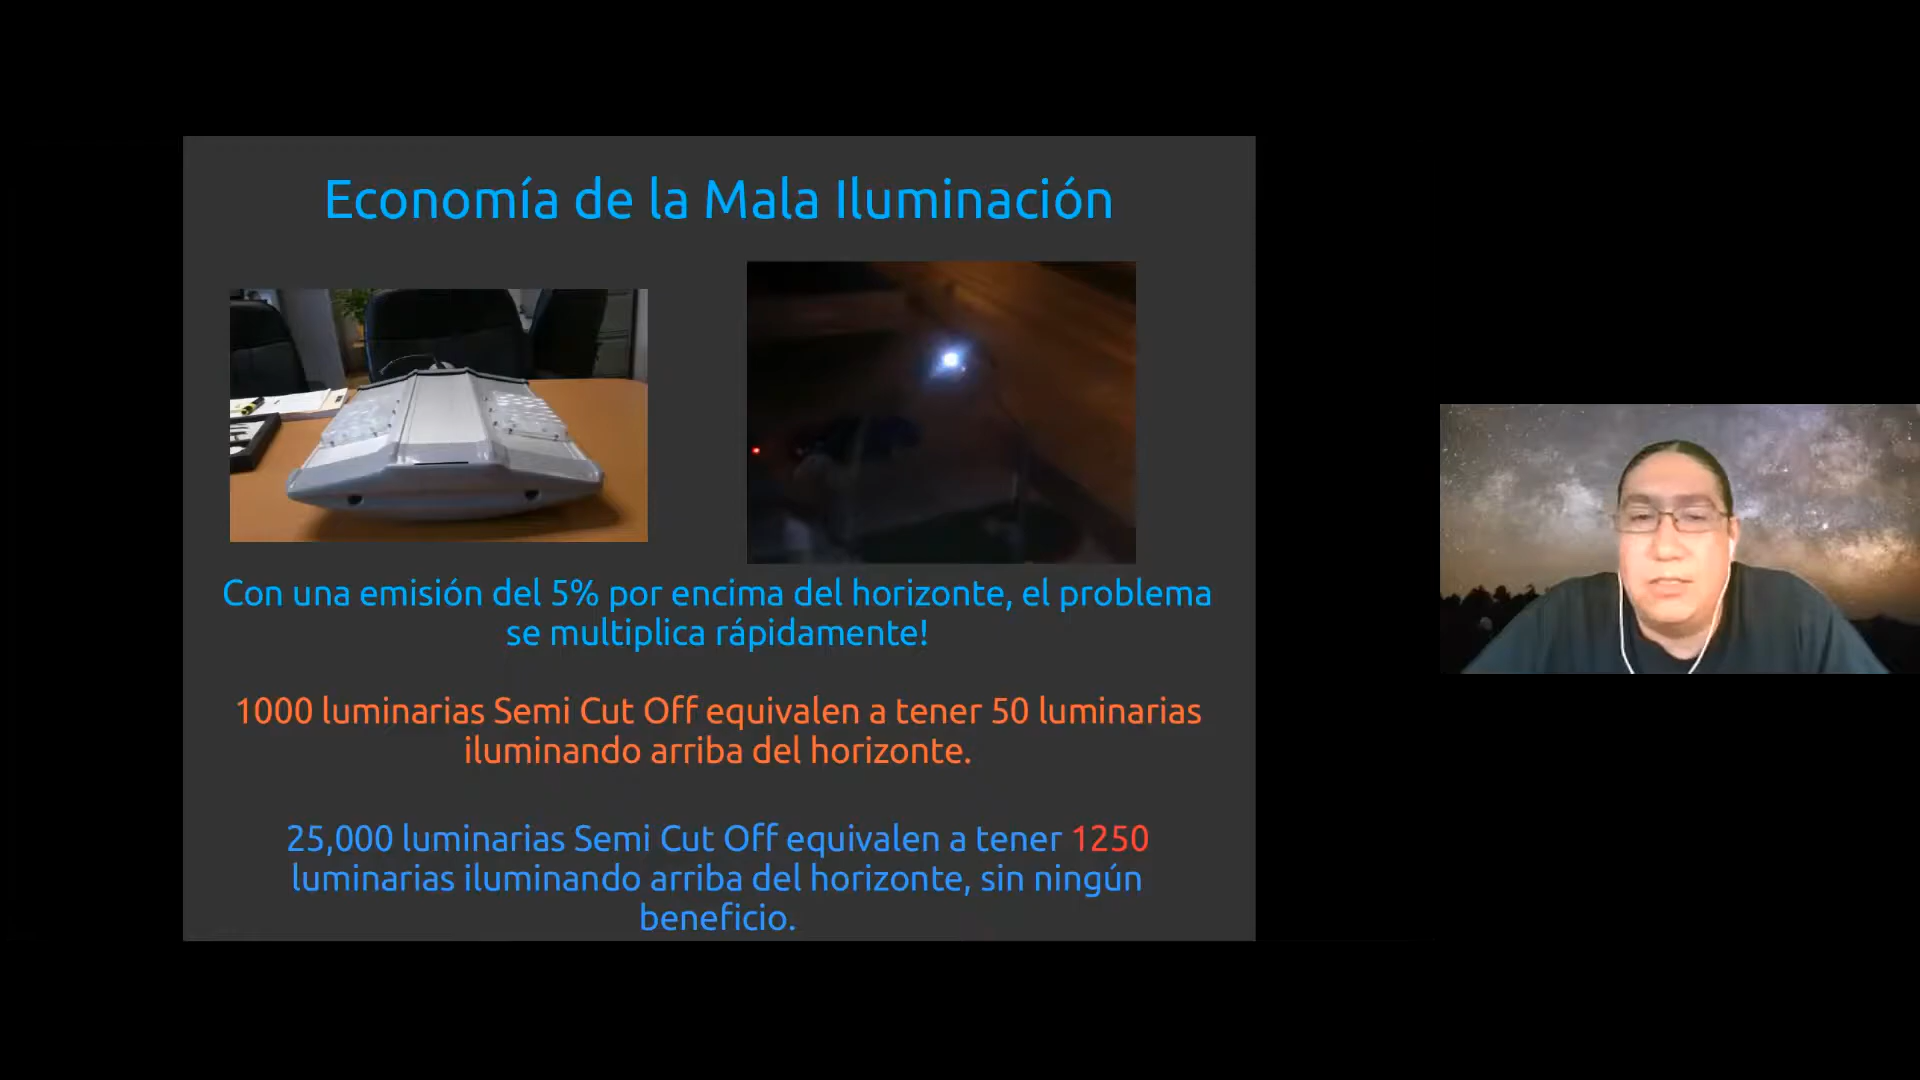 Economía de la Mala Iluminación
Con una emisión del 5% por encima del horizonte, el problema
se multiplica rápidamente!
1000 luminarias Semi Cut Off equivalen a tener 50 luminarias
iluminando arriba del horizonte.
25,000 luminarias Semi Cut Off equivalen a tener 1250
luminarias iluminando arriba del horizonte, sin ningún
beneficio.